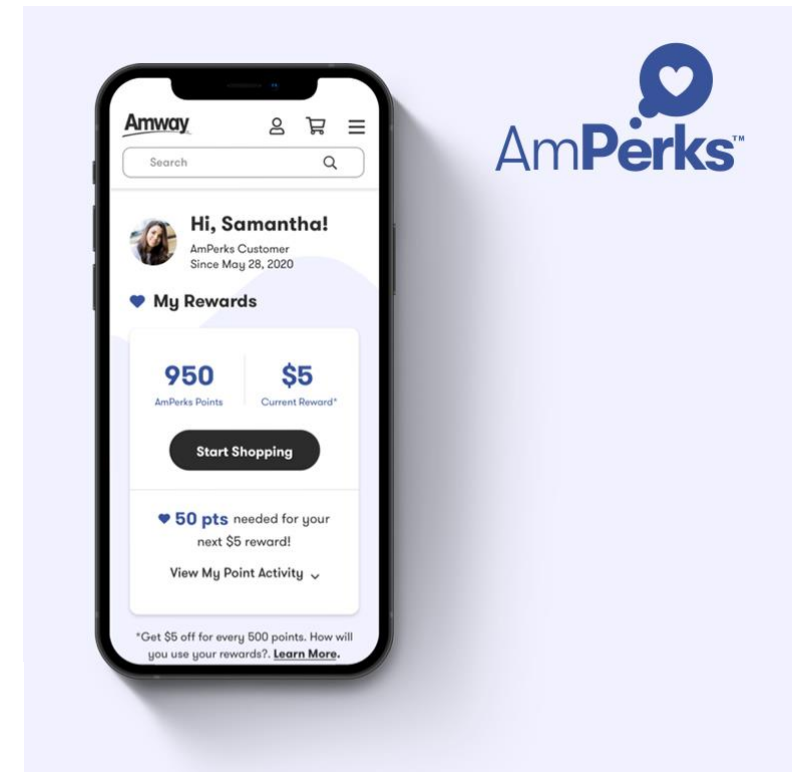 Amway
Search
Hi, Samantha!
AmPerks Customer
Since May 28, 2020
My Rewards
950
AmPerks Points
$5
Current Reward*
Start Shopping
50 pts needed for your
next $5 reward!
View My Point Activity
*Get $5 off for every 500 points. How will
you use your rewards?. Learn More.
AmPerks™